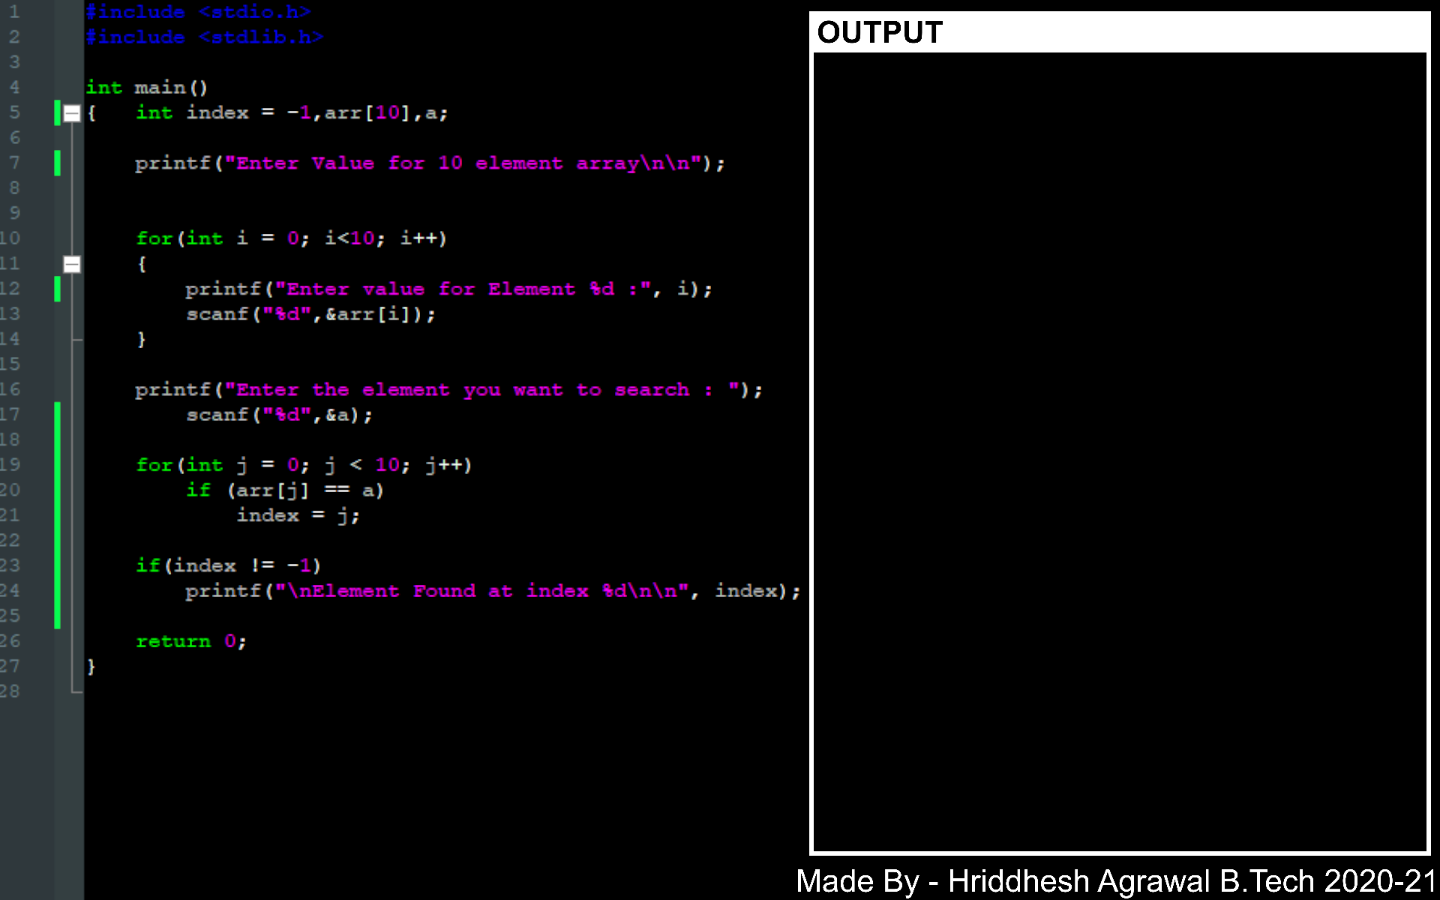 1 #include <stdio.h>
2 #include <stdlib.h>
3
4 int main()
5 {   int index = -1,arr[10],a;
6
7     printf("Enter Value for 10 element array\n\n");
8
9
10     for(int i = 0; i<10; i++)
11     {
12         printf("Enter value for Element %d :", i);
13         scanf("%d",&arr[i]);
14     }
15
16     printf("Enter the element you want to search : ");
17         scanf("%d",&a);
18
19     for(int j = 0; j < 10; j++)
20         if (arr[j] == a)
21             index = j;
22
23     if(index != -1)
24         printf("\nElement Found at index %d\n\n", index);
25
26     return 0;
27 }
28
OUTPUT
Made By - Hriddhesh Agrawal B.Tech 2020-21